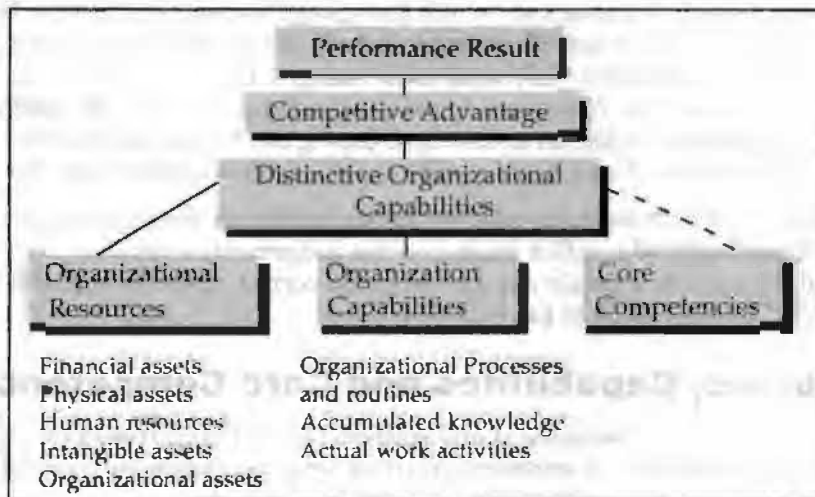 Performance Result
Competitive Advantage
Distinctive Organizational
Capabilities
Organizational
Resources
Organization
Capabilities
Core
Competencies
Financial assets
Physical assets
Human resources
Intangible assets
Organizational assets
Organizational Processes
and routines
Accumulated knowledge
Actual work activities